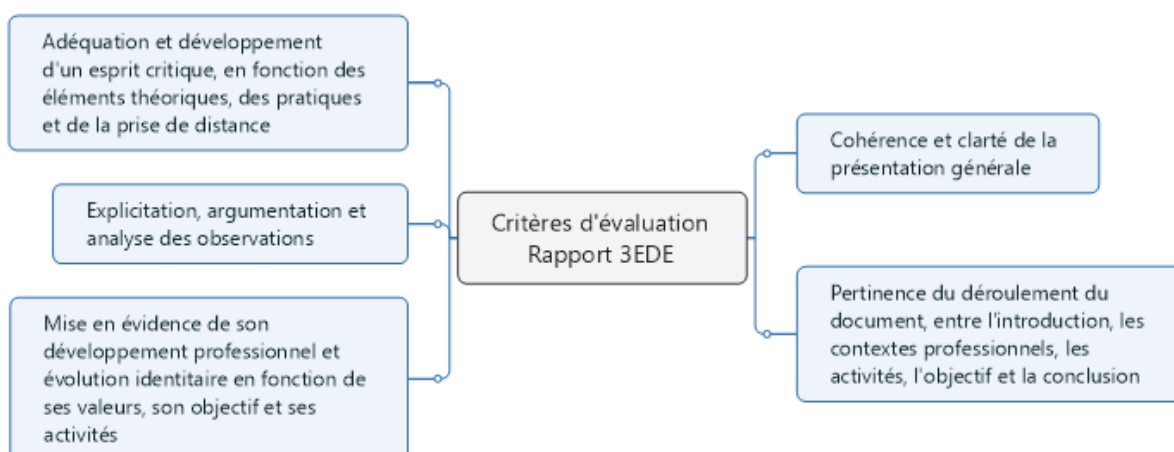 Adéquation et développement
d'un esprit critique, en fonction des
éléments théoriques, des pratiques
et de la prise de distance
Explicitation, argumentation et
analyse des observations
Mise en évidence de son
développement professionnel et
évolution identitaire en fonction de
ses valeurs, son objectif et ses
activités
Critères d'évaluation
Rapport 3EDE
Cohérence et clarté de la
présentation générale
Pertinence du déroulement du
document, entre l'introduction, les
contextes professionnels, les
activités, l'objectif et la conclusion